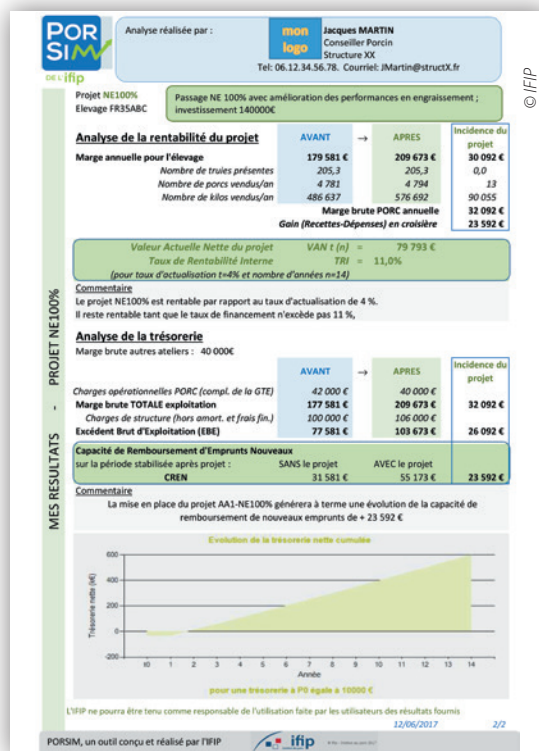 POR
SIM
DE L'ifip
Analyse réalisée par :
mon
logo
Jacques MARTIN
Conseiller Porcin
Structure XX
Tel: 06.12.34.56.78. Courriel: JMartin@structX.fr
©IFIP
Projet NE100%
Elevage FR35ABC
Passage NE 100% avec amélioration des performances en engraissement ;
investissement 140000€
Analyse de la rentabilité du projet AVANT → APRES Incidence du projet
Marge annuelle pour l'élevage 179 581 € 209 673 € 30 092 €
Nombre de truies présentes 205,3 205,3 0,0
Nombre de porcs vendus/an 4 781 4 794 13
Nombre de kilos vendus/an 486 637 576 692 90 055
Marge brute PORC annuelle 32 092 €
Gain (Recettes-Dépenses) en croisière 23 592 €
Valeur Actuelle Nette du projet VAN t (n) = 79 793 €
Taux de Rentabilité Interne TRI = 11,0%
(pour taux d'actualisation t=4% et nombre d'années n=14)
Commentaire
Le projet NE100% est rentable par rapport au taux d'actualisation de 4 %.
Il reste rentable tant que le taux de financement n'excède pas 11 %,
Analyse de la trésorerie
Marge brute autres ateliers : 40 000€
AVANT → APRES Incidence du projet
Charges opérationnelles PORC (compl. de la GTE) 42 000 € 40 000 €
Marge brute TOTALE exploitation 177 581 € 209 673 € 32 092 €
Charges de structure (hors amort. et frais fin.) 100 000 € 106 000 €
Excédent Brut d'Exploitation (EBE) 77 581 € 103 673 € 26 092 €
Capacité de Remboursement d'Emprunts Nouveaux
sur la période stabilisée après projet : SANS le projet AVEC le projet
CREN 31 581 € 55 173 € 23 592 €
Commentaire
La mise en place du projet AA1-NE100% générera à terme une évolution de la capacité de
remboursement de nouveaux emprunts de + 23 592 €
Evolution de la trésorerie nette cumulée
Trésorerie nette (k€)
600
400
200
0
-200
t0 1 2 3 4 5 6 7 8 9 10 11 12 13 14
Année
pour une trésorerie à P0 égale à 10000 €
MES RESULTATS - PROJET NE100%
L'IFIP ne pourra être tenu comme responsable de l'utilisation faite par les utilisateurs des résultats fournis
12/06/2017 2/2
PORSIM, un outil conçu et réalisé par l'IFIP
ifip